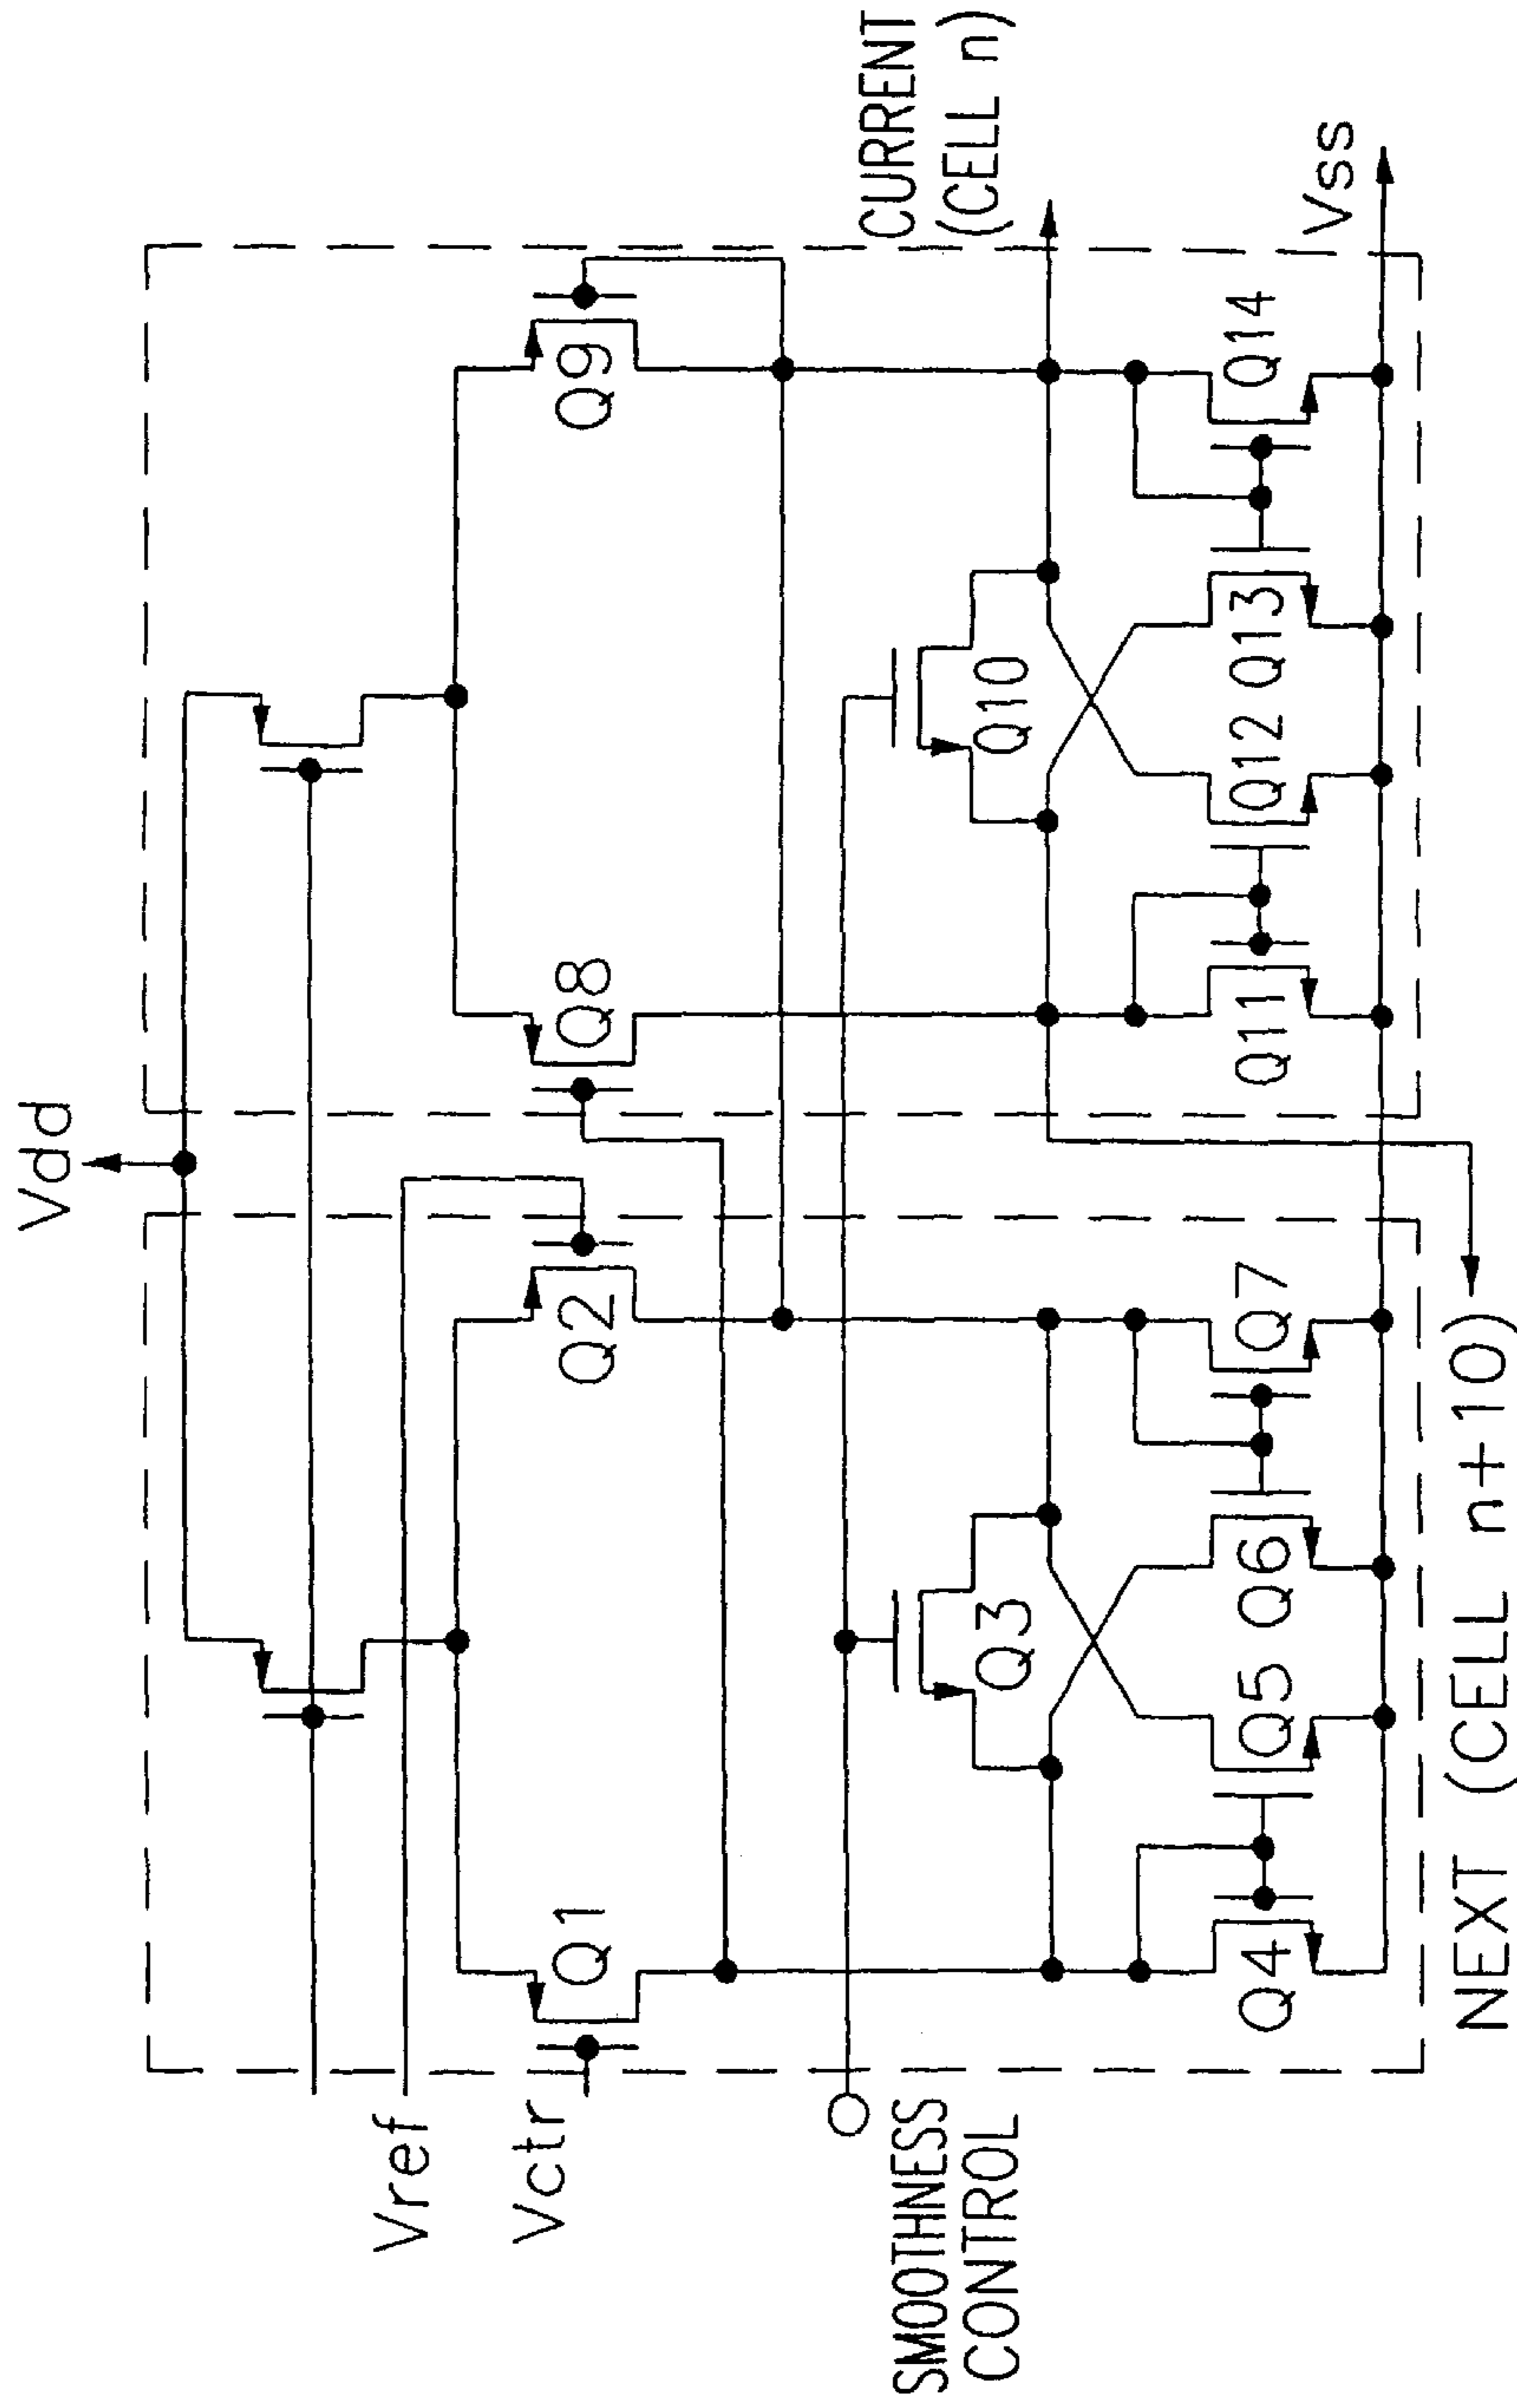 Vdd
Vref
Vctr
SMOOTHNESS
CONTROL
Q1
Q2
Q8
Q9
Q3
Q10
CURRENT
(CELL n)
Q4
Q5
Q6
Q7
Q11
Q12
Q13
Q14
Vss
NEXT (CELL n+10)